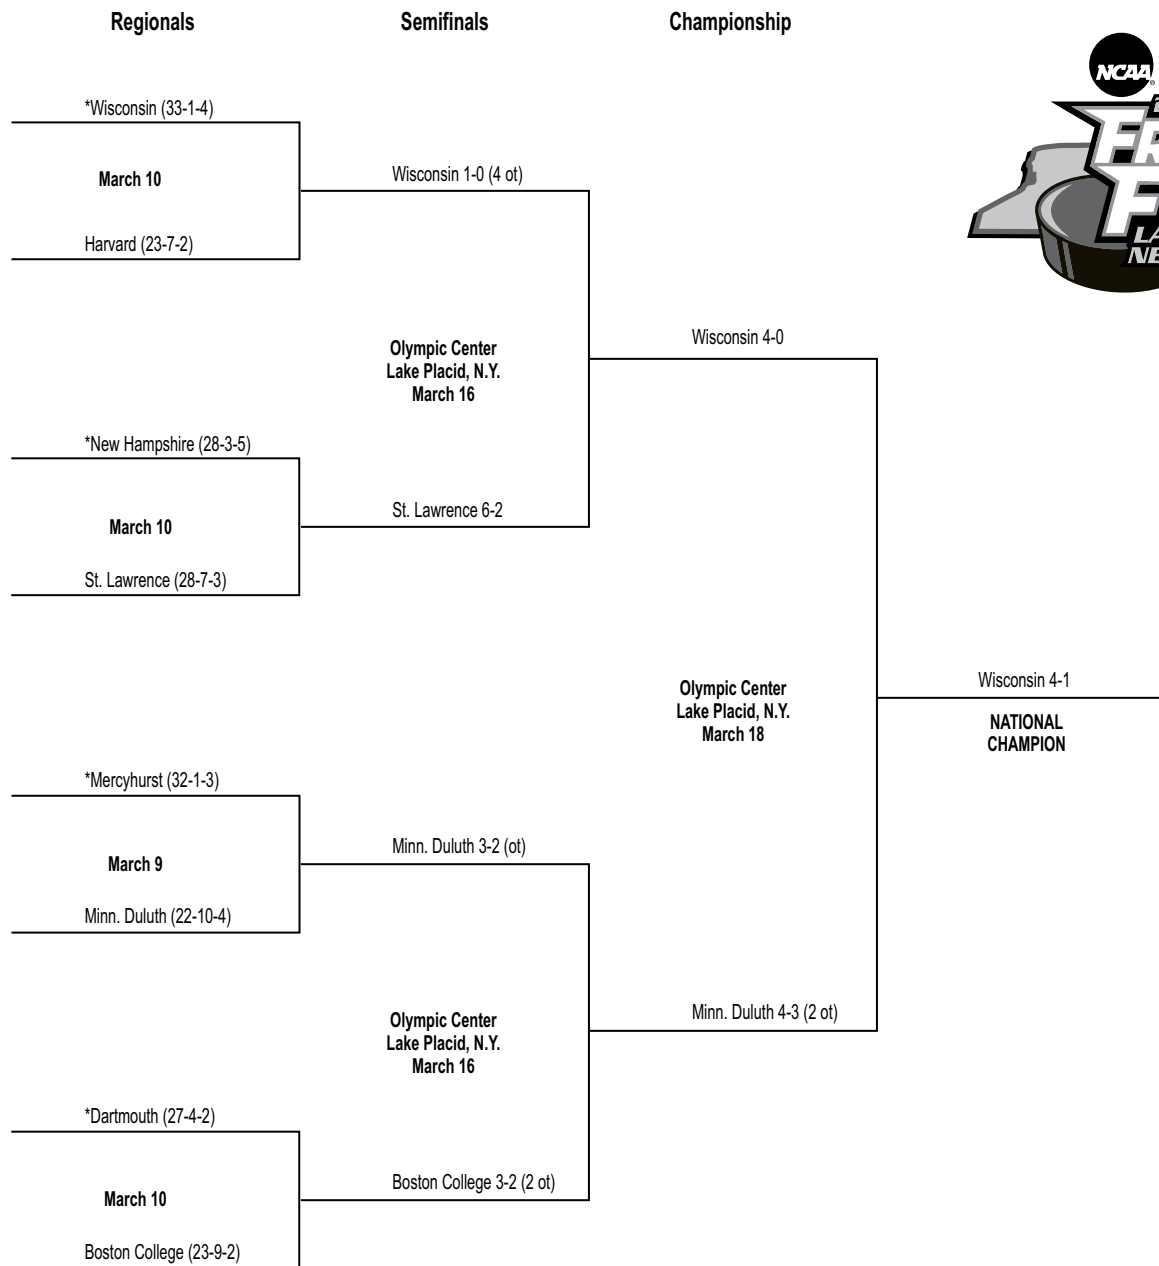 Regionals
Semifinals
Championship
NCAA
*Wisconsin (33-1-4)
March 10
Harvard (23-7-2)
Wisconsin 1-0 (4 ot)
Olympic Center
Lake Placid, N.Y.
March 16
Wisconsin 4-0
*New Hampshire (28-3-5)
March 10
St. Lawrence (28-7-3)
St. Lawrence 6-2
Olympic Center
Lake Placid, N.Y.
March 18
Wisconsin 4-1
NATIONAL
CHAMPION
*Mercyhurst (32-1-3)
March 9
Minn. Duluth (22-10-4)
Minn. Duluth 3-2 (ot)
Olympic Center
Lake Placid, N.Y.
March 16
Minn. Duluth 4-3 (2 ot)
*Dartmouth (27-4-2)
March 10
Boston College (23-9-2)
Boston College 3-2 (2 ot)